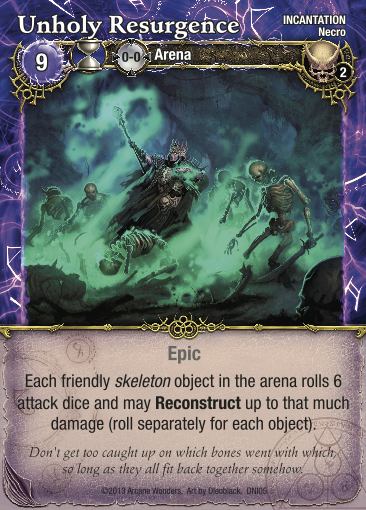 Unholy Resurgence
INCANTATION
Necro
9
0-0
Arena
2
Epic
Each friendly skeleton object in the arena rolls 6
attack dice and may Reconstruct up to that much
damage (roll separately for each object).
Don't get too caught up on which bones went with which,
so long as they all fit back together somehow.
©2013 Arcane Wonders. Art by Dleoblack. DNI05